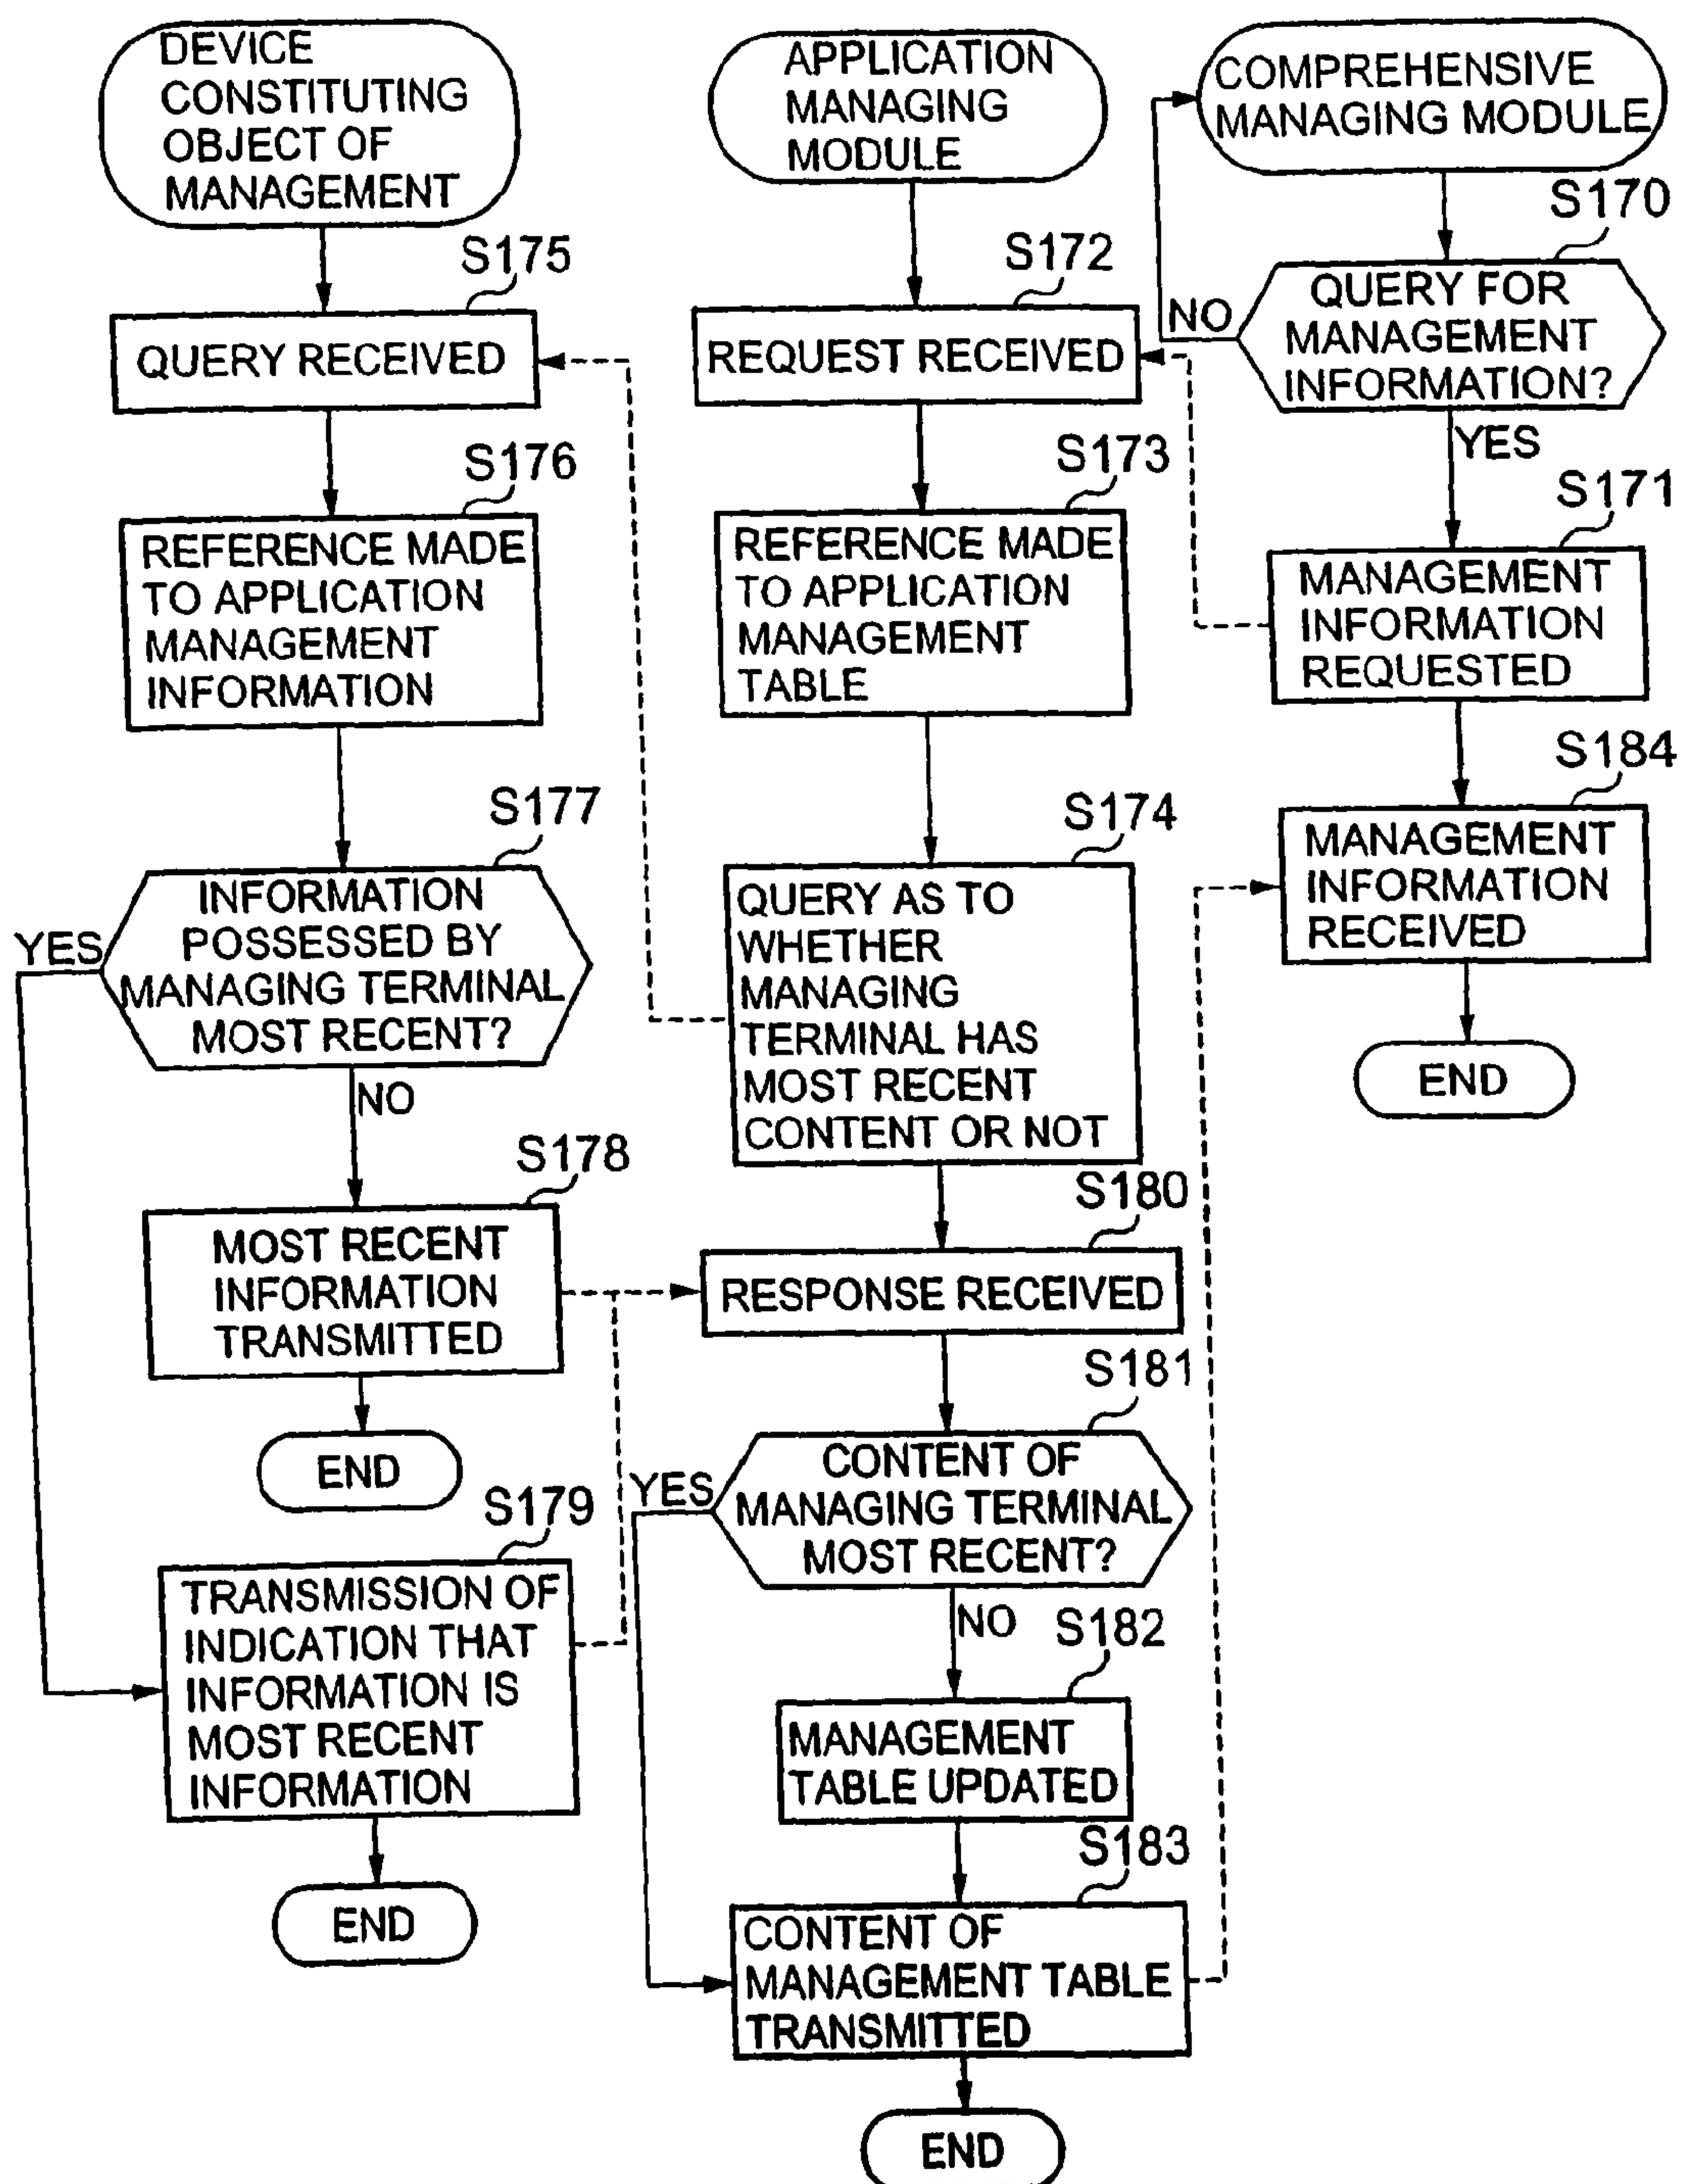 DEVICE
CONSTITUTING
OBJECT OF
MANAGEMENT
S175
QUERY RECEIVED
S176
REFERENCE MADE
TO APPLICATION
MANAGEMENT
INFORMATION
S177
INFORMATION
POSSESSED BY
MANAGING TERMINAL
MOST RECENT?
YES
NO
S178
MOST RECENT
INFORMATION
TRANSMITTED
END
S179
TRANSMISSION OF
INDICATION THAT
INFORMATION IS
MOST RECENT
INFORMATION
END
APPLICATION
MANAGING
MODULE
S172
REQUEST RECEIVED
S173
REFERENCE MADE
TO APPLICATION
MANAGEMENT
TABLE
S174
QUERY AS TO
WHETHER
MANAGING
TERMINAL HAS
MOST RECENT
CONTENT OR NOT
S180
RESPONSE RECEIVED
S181
CONTENT OF
MANAGING TERMINAL
MOST RECENT?
YES
NO
S182
MANAGEMENT
TABLE UPDATED
S183
CONTENT OF
MANAGEMENT TABLE
TRANSMITTED
END
COMPREHENSIVE
MANAGING MODULE
S170
QUERY FOR
MANAGEMENT
INFORMATION?
NO
YES
S171
MANAGEMENT
INFORMATION
REQUESTED
S184
MANAGEMENT
INFORMATION
RECEIVED
END